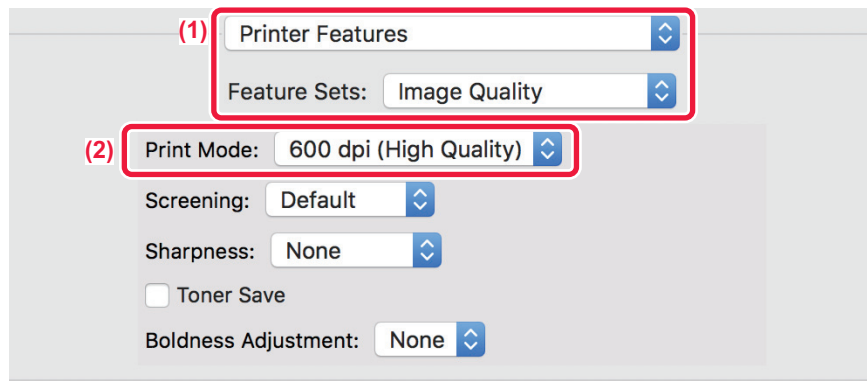 (1) Printer Features
Feature Sets: Image Quality
(2) Print Mode: 600 dpi (High Quality)
Screening: Default
Sharpness: None
Toner Save
Boldness Adjustment: None